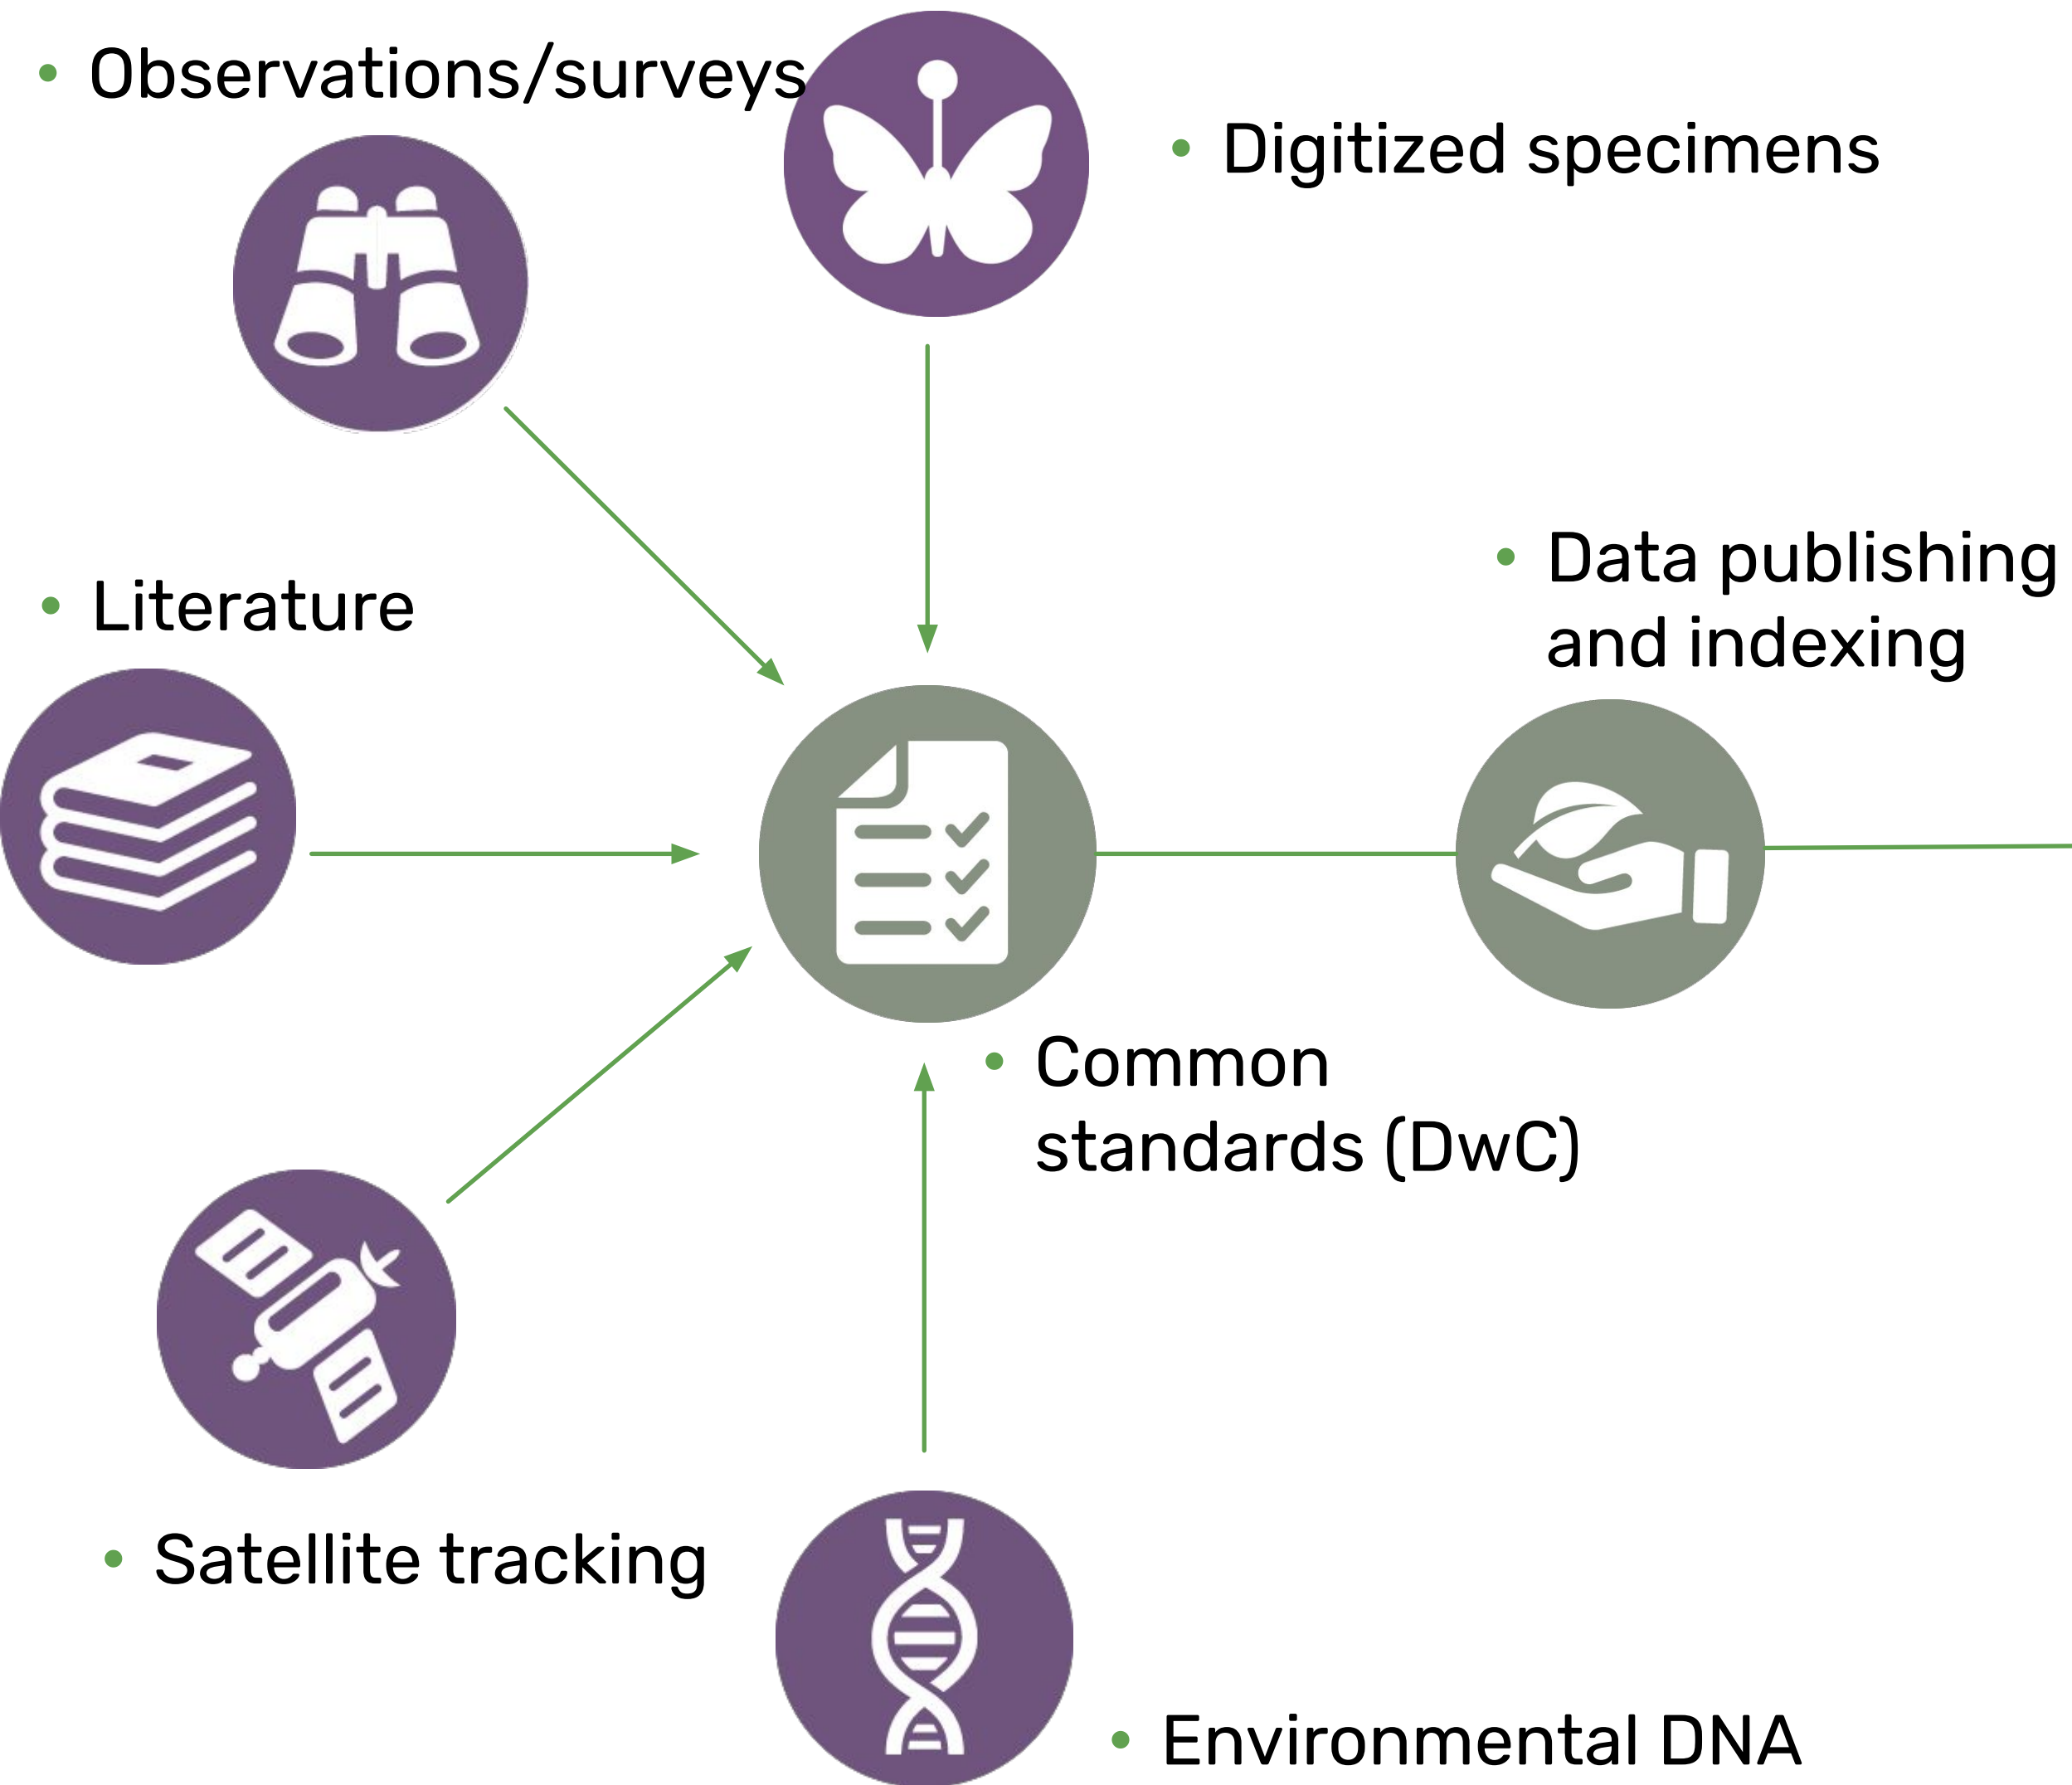 Observations/surveys
Digitized specimens
Data publishing
and indexing
Literature
Common
standards (DwC)
Satellite tracking
Environmental DNA